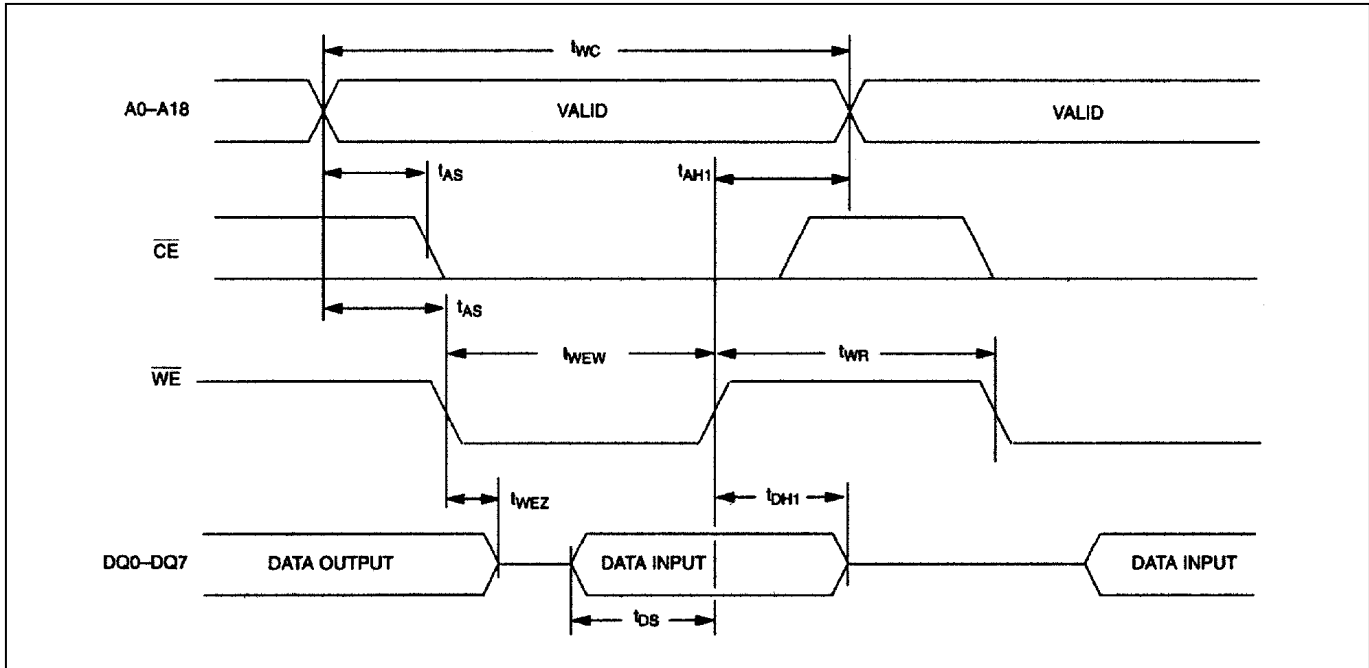 tWC
A0–A18
VALID
VALID
tAS
tAH1
CE
tAS
tWEW
tWR
WE
tWEZ
tDH1
DQ0–DQ7
DATA OUTPUT
DATA INPUT
DATA INPUT
tDS